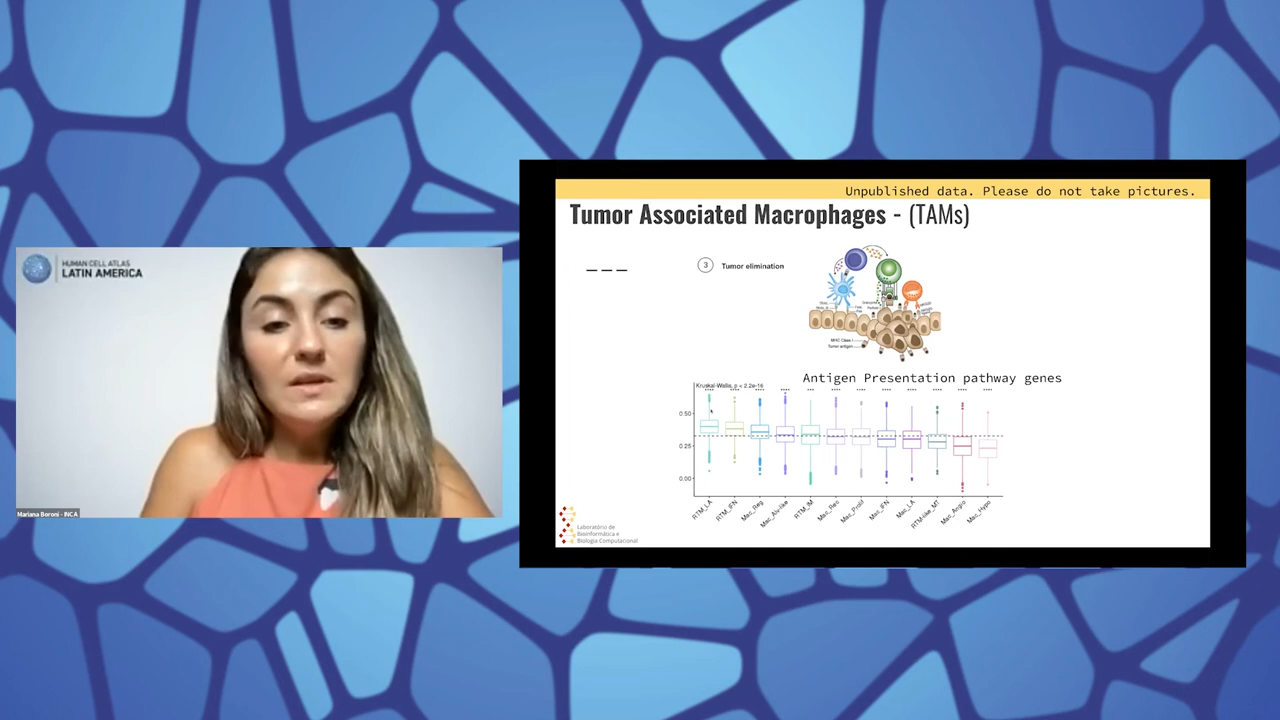 HUMAN CELL ATLAS
LATIN AMERICA
Mariana Boroni - INCA
Unpublished data. Please do not take pictures.
Tumor Associated Macrophages - (TAMs)
3 Tumor elimination
MHC Class I
Tumor antigen
Antigen Presentation pathway genes
Kruskal-Wallis, p < 2.2e-16
0.50
0.25
0.00
RTM_LA
RTM_IFN
Mac_Reg
Mac_Alv-like
RTM_IM
Mac_Rec
Mac_Prolif
Mac_IFN
Mac_LA
RTM-like_MT
Mac_Angio
Mac_Hypo
Laboratório de
Bioinformática e
Biologia Computacional